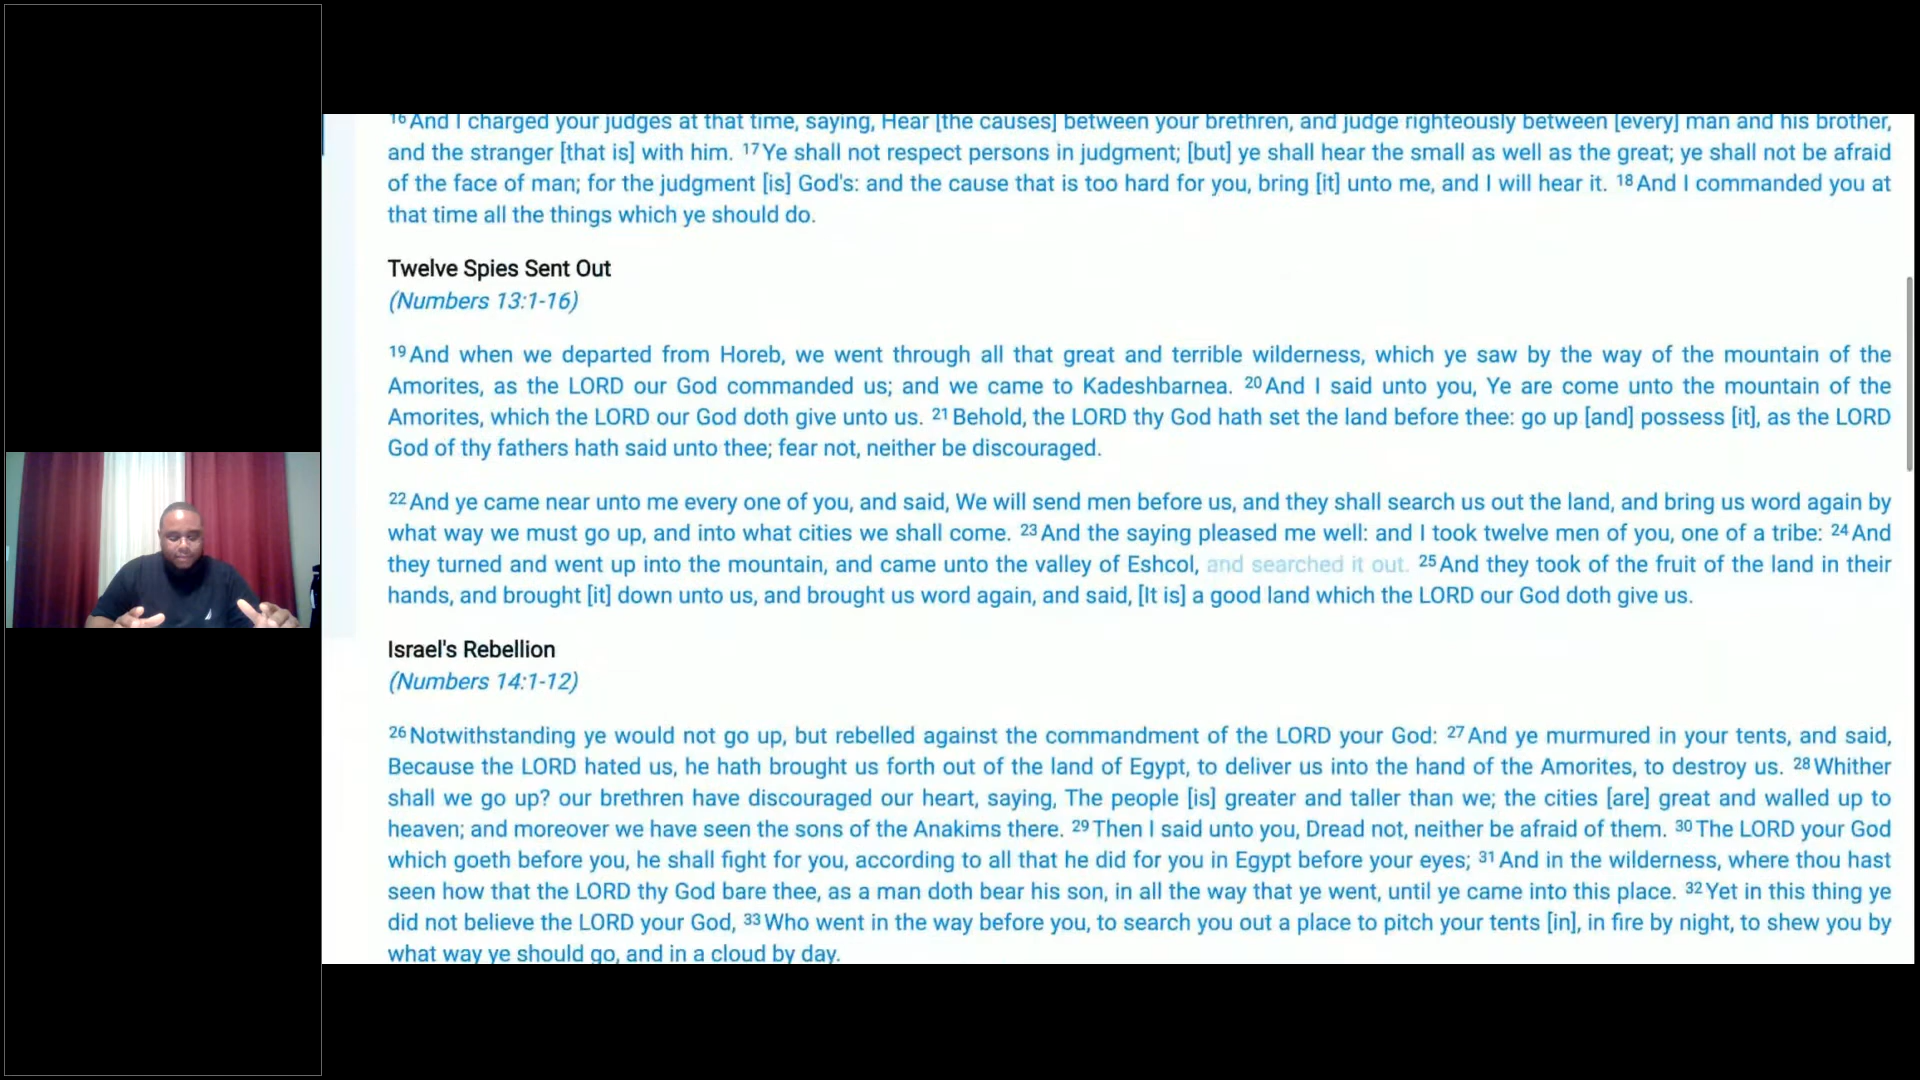 16 And I charged your judges at that time, saying, Hear [the causes] between your brethren, and judge righteously between [every] man and his brother,
and the stranger [that is] with him. 17 Ye shall not respect persons in judgment; [but] ye shall hear the small as well as the great; ye shall not be afraid
of the face of man; for the judgment [is] God's: and the cause that is too hard for you, bring [it] unto me, and I will hear it. 18 And I commanded you at
that time all the things which ye should do.
Twelve Spies Sent Out
(Numbers 13:1-16)
19 And when we departed from Horeb, we went through all that great and terrible wilderness, which ye saw by the way of the mountain of the
Amorites, as the LORD our God commanded us; and we came to Kadeshbarnea. 20 And I said unto you, Ye are come unto the mountain of the
Amorites, which the LORD our God doth give unto us. 21 Behold, the LORD thy God hath set the land before thee: go up [and] possess [it], as the LORD
God of thy fathers hath said unto thee; fear not, neither be discouraged.
22 And ye came near unto me every one of you, and said, We will send men before us, and they shall search us out the land, and bring us word again by
what way we must go up, and into what cities we shall come. 23 And the saying pleased me well: and I took twelve men of you, one of a tribe: 24 And
they turned and went up into the mountain, and came unto the valley of Eshcol, and searched it out. 25 And they took of the fruit of the land in their
hands, and brought [it] down unto us, and brought us word again, and said, [It is] a good land which the LORD our God doth give us.
Israel's Rebellion
(Numbers 14:1-12)
26 Notwithstanding ye would not go up, but rebelled against the commandment of the LORD your God: 27 And ye murmured in your tents, and said,
Because the LORD hated us, he hath brought us forth out of the land of Egypt, to deliver us into the hand of the Amorites, to destroy us. 28 Whither
shall we go up? our brethren have discouraged our heart, saying, The people [is] greater and taller than we; the cities [are] great and walled up to
heaven; and moreover we have seen the sons of the Anakims there. 29 Then I said unto you, Dread not, neither be afraid of them. 30 The LORD your God
which goeth before you, he shall fight for you, according to all that he did for you in Egypt before your eyes; 31 And in the wilderness, where thou hast
seen how that the LORD thy God bare thee, as a man doth bear his son, in all the way that ye went, until ye came into this place. 32 Yet in this thing ye
did not believe the LORD your God, 33 Who went in the way before you, to search you out a place to pitch your tents [in], in fire by night, to shew you by
what way ye should go, and in a cloud by day.